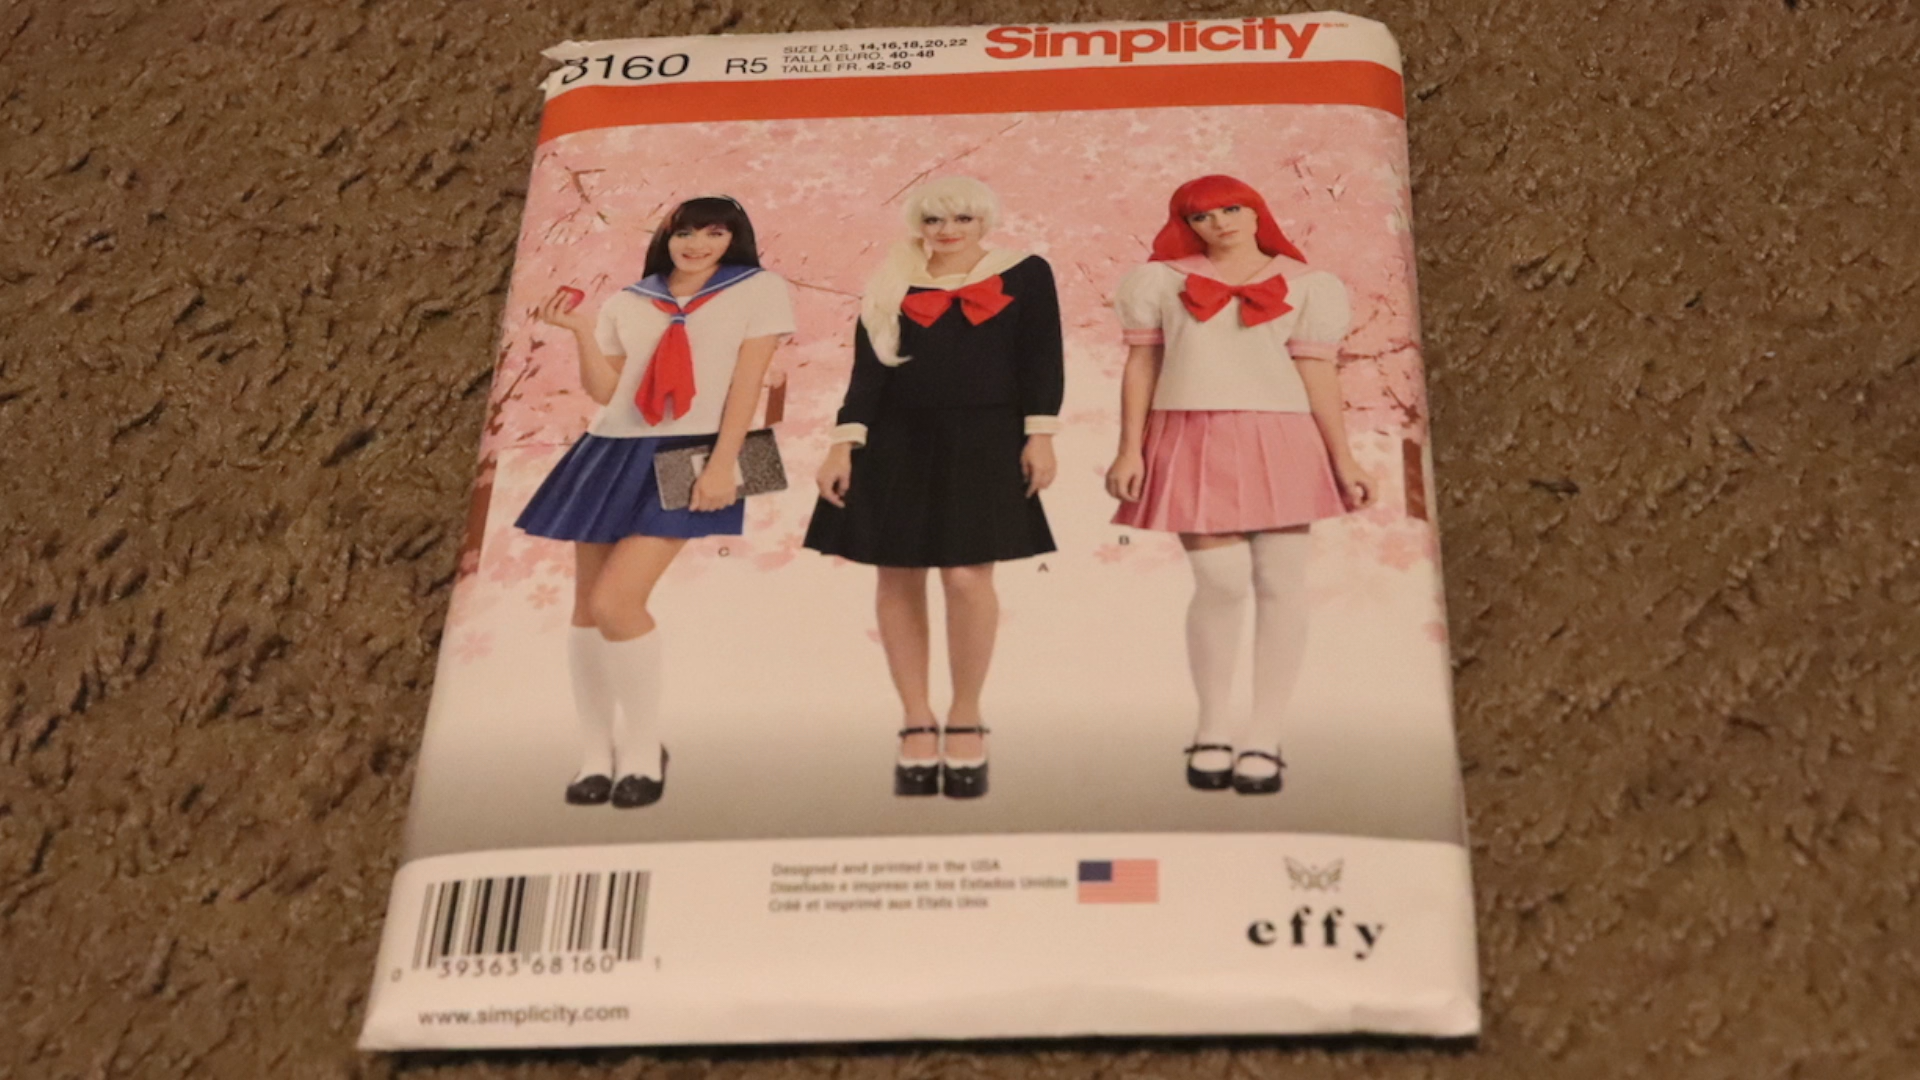 8160 R5 SIZE U.S. 14,16,18,20,22
TALLA EURO. 40-48
TAILLE FR. 42-50
Simplicity
C
A
B
Designed and printed in the USA
Diseñado e impreso en los Estados Unidos
Créé et imprimé aux Etats Unis
effy
0 39363 68160 1
www.simplicity.com